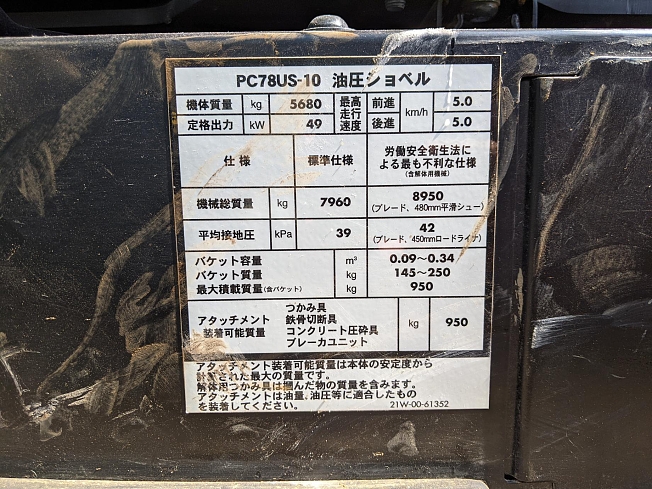 PC78US-10 油圧ショベル
機体質量 kg 5680 最高走行速度 前進 km/h 5.0
定格出力 kW 49 後進 5.0
仕様 標準仕様 労働安全衛生法に
よる最も不利な仕様
(含解体用機械)
機械総質量 kg 7960 8950
(ブレード、480mm平滑シュー)
平均接地圧 kPa 39 42
(ブレード、450mmロードライナ)
バケット容量 m³ 0.09～0.34
バケット質量 kg 145～250
最大積載質量(含バケット) kg 950
アタッチメント装着可能質量 つかみ具 kg 950
鉄骨切断具
コンクリート圧砕具
ブレーカユニット
アタッチメント装着可能質量は本体の安定度から
計算された最大の質量です。
解体用つかみ具は掴んだ物の質量を含みます。
アタッチメントは油量、油圧等に適合したもの
を装着してください。 21W-00-61352